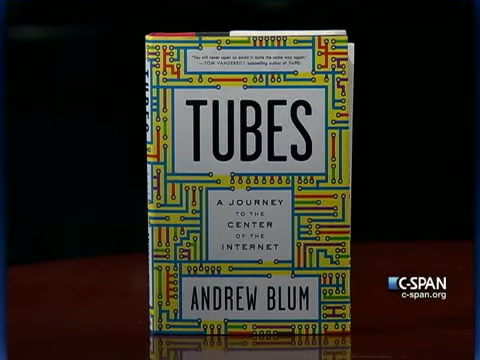 "You will never open an email in quite the same way again."
—TOM VANDERBILT, bestselling author of Traffic
TUBES
A JOURNEY
TO THE
CENTER
OF THE
INTERNET
ANDREW BLUM
TUBES
C-SPAN
c-span.org